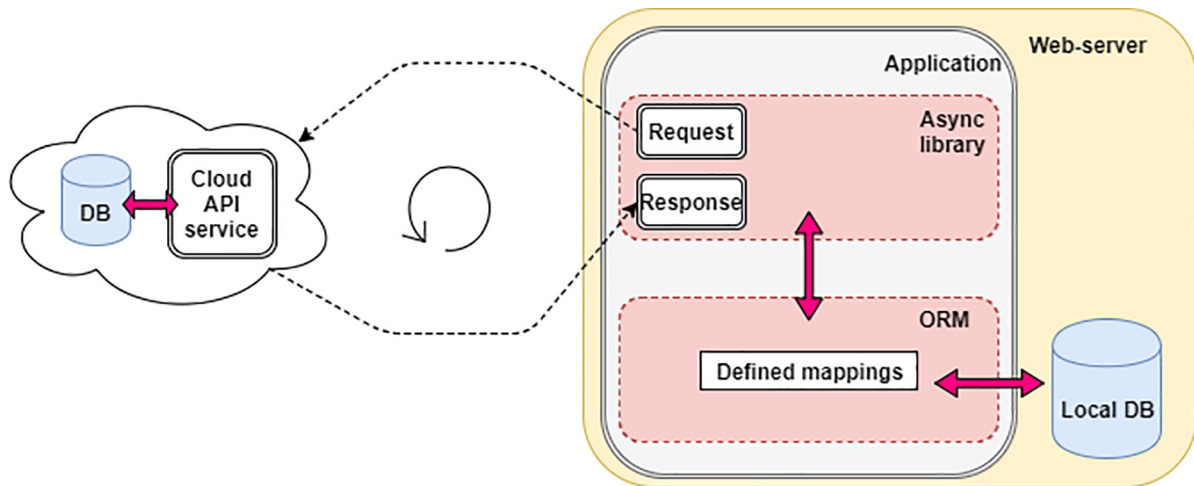 Web-server
Application
Async
library
Request
Response
DB
Cloud
API
service
ORM
Defined mappings
Local DB